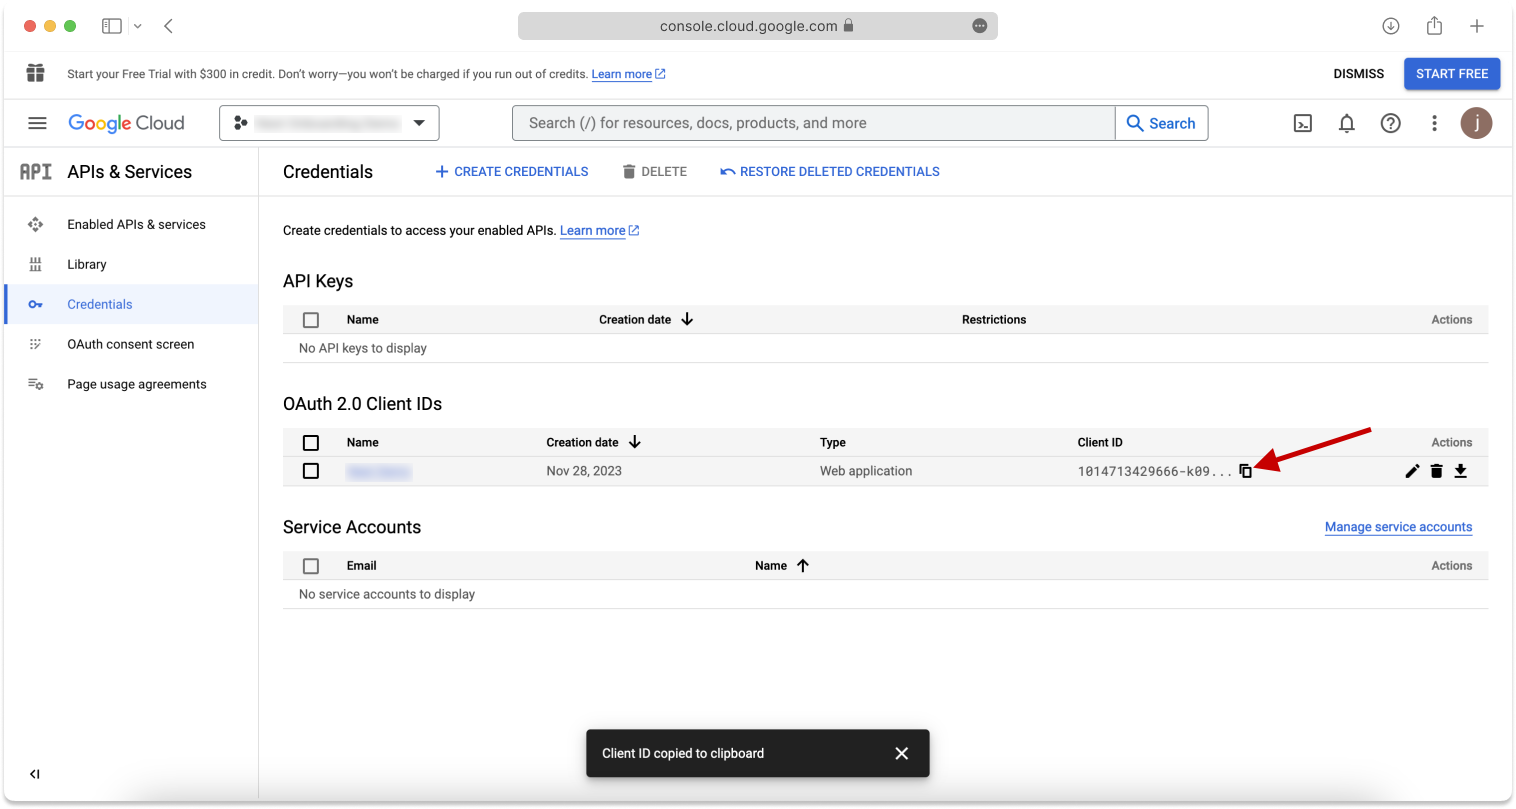 console.cloud.google.com
Start your Free Trial with $300 in credit. Don't worry—you won't be charged if you run out of credits. Learn more
DISMISS
START FREE
Google Cloud
Search (/) for resources, docs, products, and more
Search
j
API
APIs & Services
Credentials
CREATE CREDENTIALS
DELETE
RESTORE DELETED CREDENTIALS
Enabled APIs & services
Library
Credentials
OAuth consent screen
Page usage agreements
Create credentials to access your enabled APIs. Learn more
API Keys
Name Creation date Restrictions Actions
No API keys to display
OAuth 2.0 Client IDs
Name Creation date Type Client ID Actions
Nov 28, 2023 Web application 1014713429666-k09...
Service Accounts
Manage service accounts
Email Name Actions
No service accounts to display
Client ID copied to clipboard